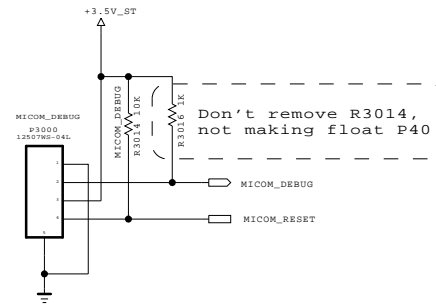 +3.5V_ST
MICOM_DEBUG
R3014 10K
R3016 1K
Don't remove R3014,
not making float P40
MICOM_DEBUG
P3000
12507WS-04L
1
2
3
4
5
MICOM_DEBUG
MICOM_RESET